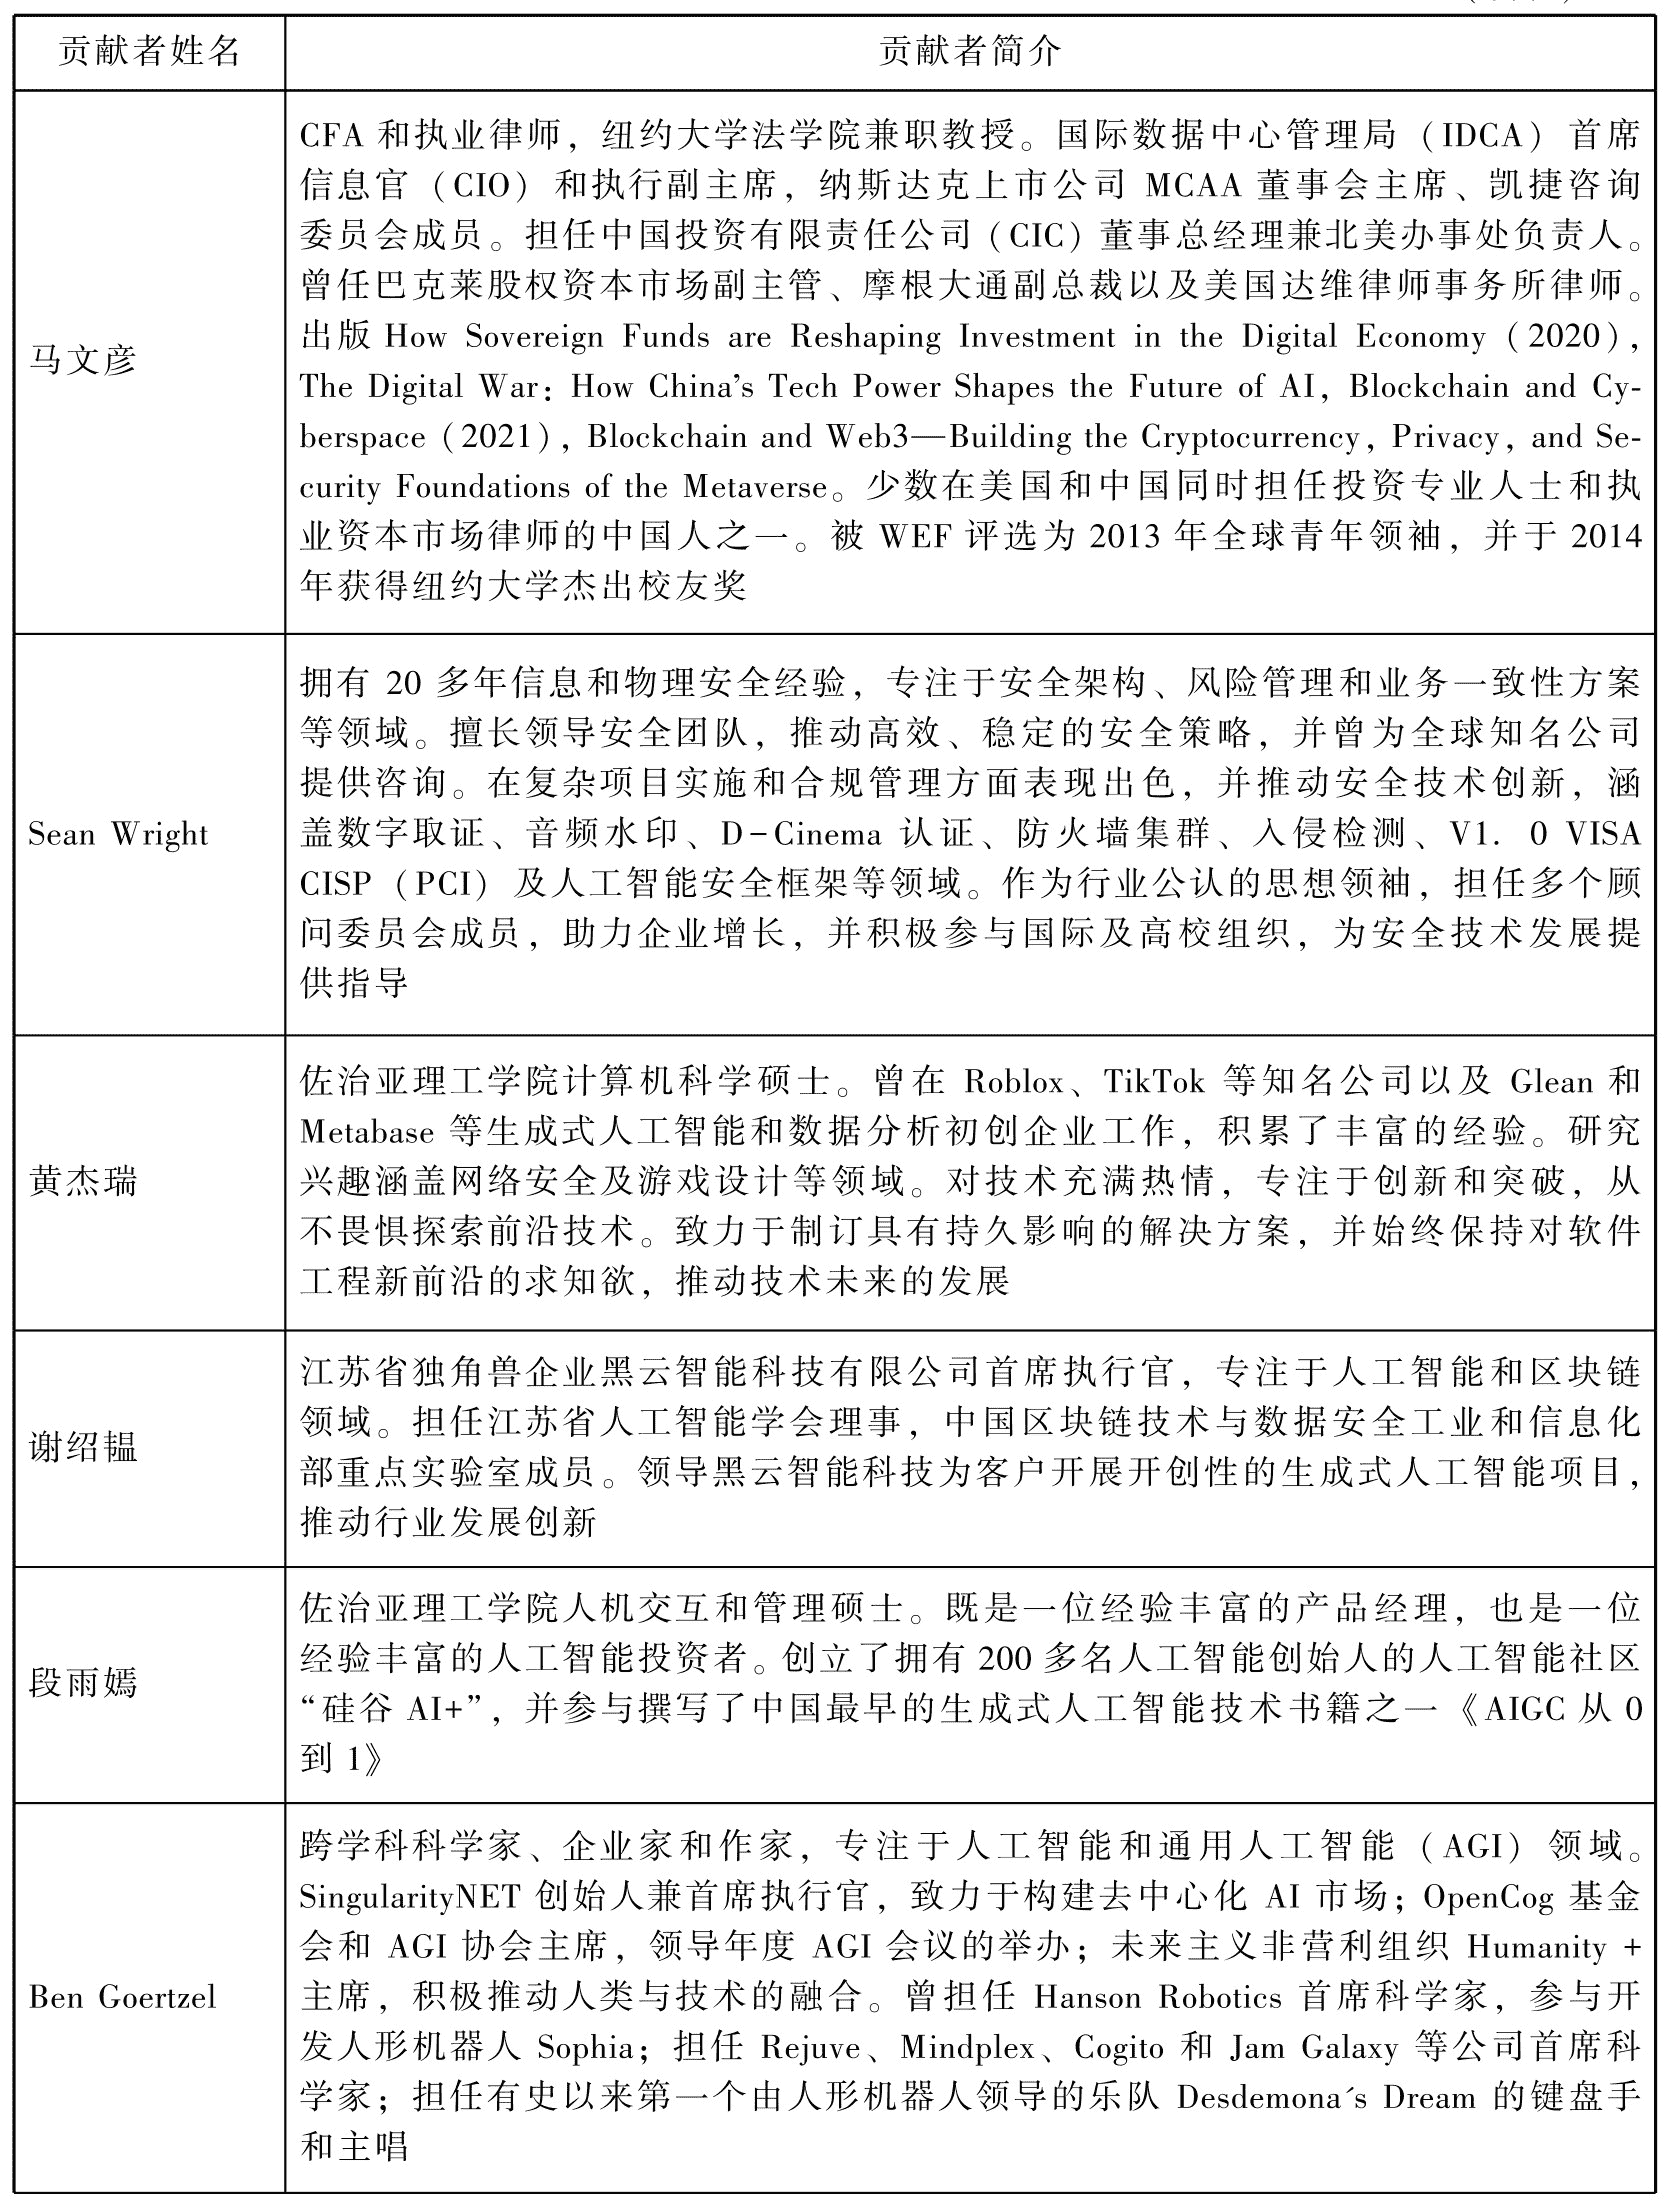 贡献者姓名
贡献者简介
马文彦
CFA 和执业律师，纽约大学法学院兼职教授。国际数据中心管理局（IDCA）首席
信息官（CIO）和执行副主席，纳斯达克上市公司 MCAA 董事会主席、凯捷咨询
委员会成员。担任中国投资有限责任公司（CIC）董事总经理兼北美办事处负责人。
曾任巴克莱股权资本市场副主管、摩根大通副总裁以及美国达维律师事务所律师。
出版 How Sovereign Funds are Reshaping Investment in the Digital Economy（2020），
The Digital War: How China’s Tech Power Shapes the Future of AI, Blockchain and Cy-
berspace（2021），Blockchain and Web3—Building the Cryptocurrency, Privacy, and Se-
curity Foundations of the Metaverse。少数在美国和中国同时担任投资专业人士和执
业资本市场律师的中国人之一。被 WEF 评选为 2013 年全球青年领袖，并于 2014
年获得纽约大学杰出校友奖
Sean Wright
拥有 20 多年信息和物理安全经验，专注于安全架构、风险管理和业务一致性方案
等领域。擅长领导安全团队，推动高效、稳定的安全策略，并曾为全球知名公司
提供咨询。在复杂项目实施和合规管理方面表现出色，并推动安全技术创新，涵
盖数字取证、音频水印、D-Cinema 认证、防火墙集群、入侵检测、V1. 0 VISA
CISP（PCI）及人工智能安全框架等领域。作为行业公认的思想领袖，担任多个顾
问委员会成员，助力企业增长，并积极参与国际及高校组织，为安全技术发展提
供指导
黄杰瑞
佐治亚理工学院计算机科学硕士。曾在 Roblox、TikTok 等知名公司以及 Glean 和
Metabase 等生成式人工智能和数据分析初创企业工作，积累了丰富的经验。研究
兴趣涵盖网络安全及游戏设计等领域。对技术充满热情，专注于创新和突破，从
不畏惧探索前沿技术。致力于制订具有持久影响的解决方案，并始终保持对软件
工程新前沿的求知欲，推动技术未来的发展
谢绍韫
江苏省独角兽企业黑云智能科技有限公司首席执行官，专注于人工智能和区块链
领域。担任江苏省人工智能学会理事，中国区块链技术与数据安全工业和信息化
部重点实验室成员。领导黑云智能科技为客户开展开创性的生成式人工智能项目，
推动行业发展创新
段雨嫣
佐治亚理工学院人机交互和管理硕士。既是一位经验丰富的产品经理，也是一位
经验丰富的人工智能投资者。创立了拥有 200 多名人工智能创始人的人工智能社区
“硅谷 AI+”，并参与撰写了中国最早的生成式人工智能技术书籍之一《AIGC 从 0
到 1》
Ben Goertzel
跨学科科学家、企业家和作家，专注于人工智能和通用人工智能（AGI）领域。
SingularityNET 创始人兼首席执行官，致力于构建去中心化 AI 市场；OpenCog 基金
会和 AGI 协会主席，领导年度 AGI 会议的举办；未来主义非营利组织 Humanity +
主席，积极推动人类与技术的融合。曾担任 Hanson Robotics 首席科学家，参与开
发人形机器人 Sophia；担任 Rejuve、Mindplex、Cogito 和 Jam Galaxy 等公司首席科
学家；担任有史以来第一个由人形机器人领导的乐队 Desdemona´s Dream 的键盘手
和主唱